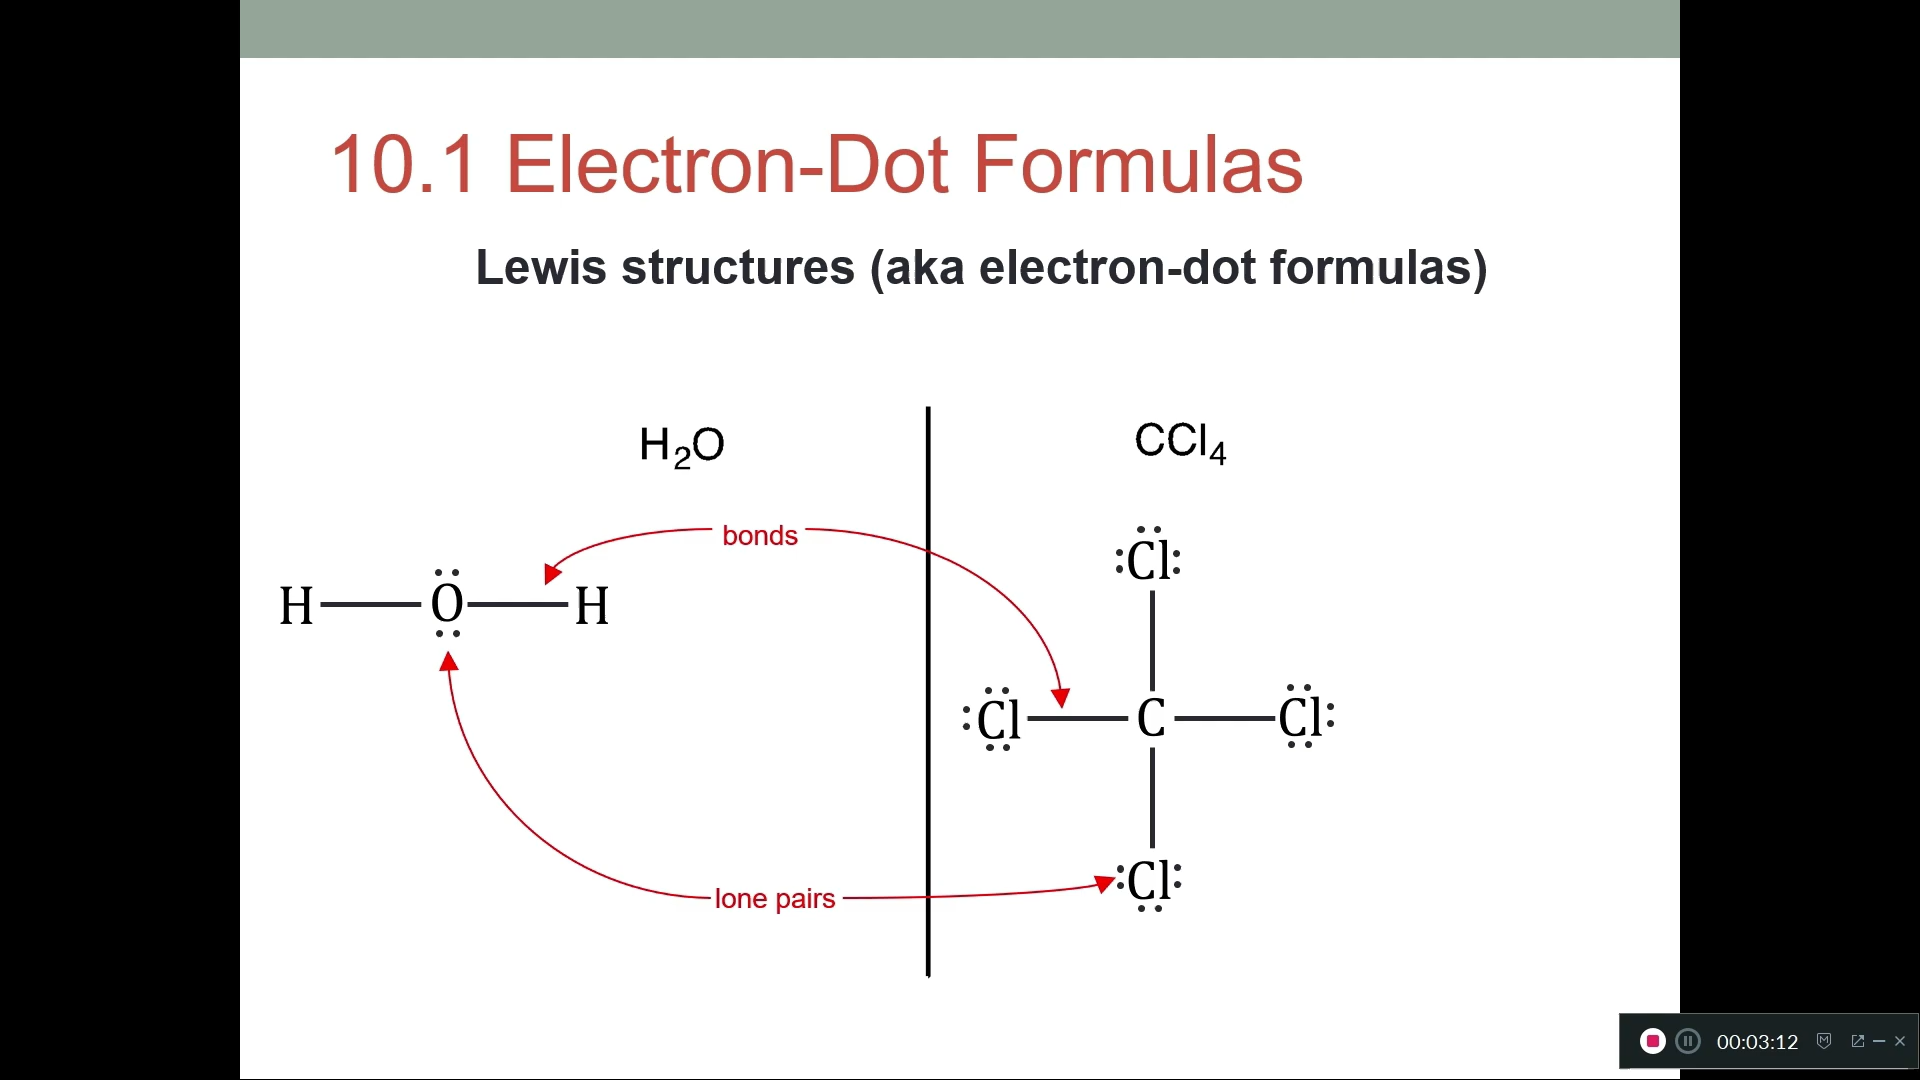 10.1 Electron-Dot Formulas
Lewis structures (aka electron-dot formulas)
H₂O
CCl₄
bonds
:Cl:
H O H
:Cl C Cl:
lone pairs
:Cl:
00:03:12